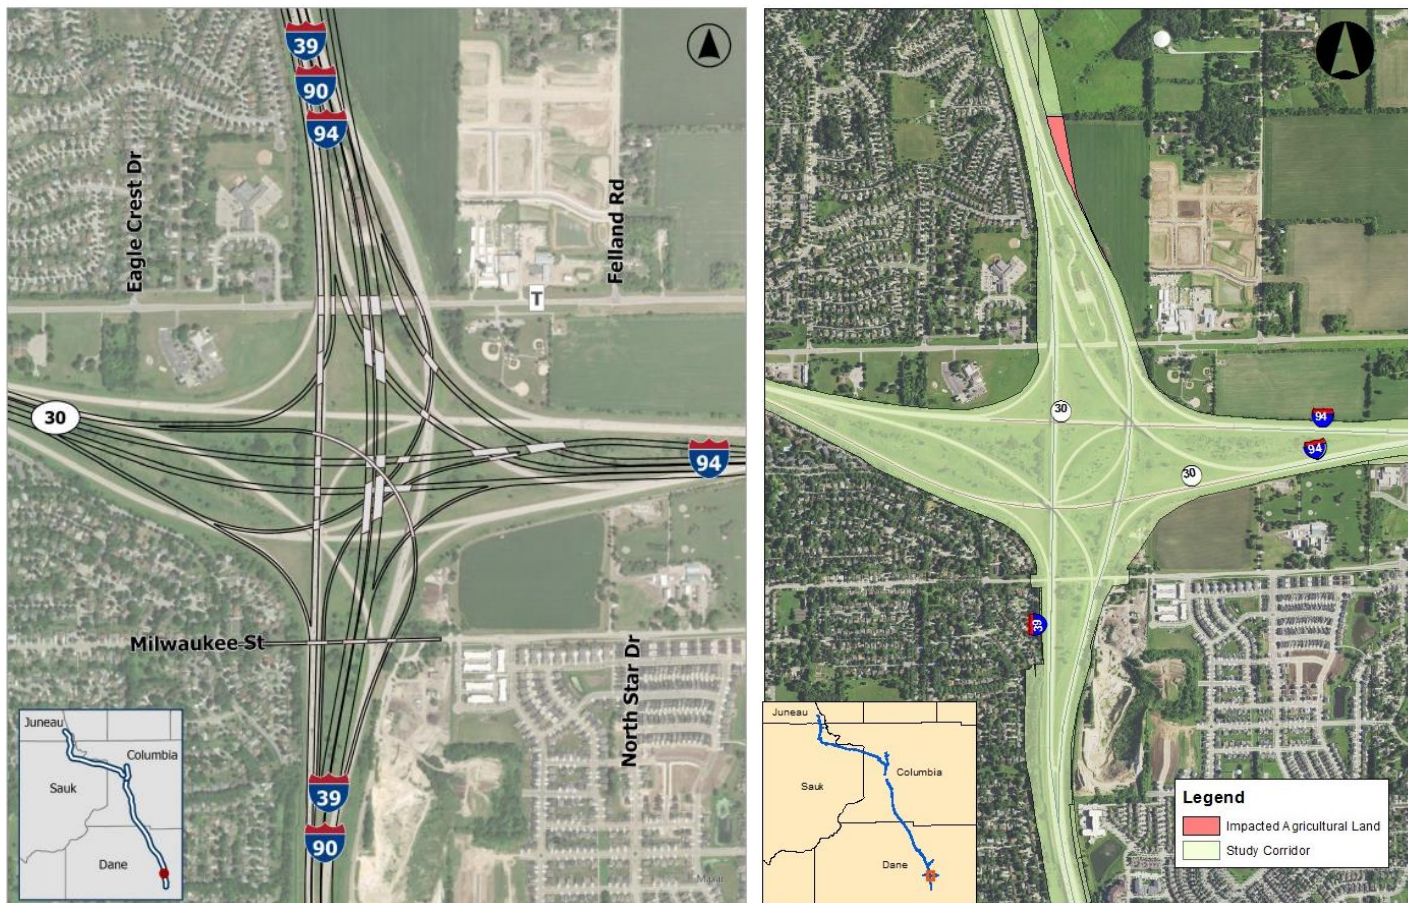 39
90
94
Eagle Crest Dr
Felland Rd
T
30
94
Milwaukee St
North Star Dr
39
90
Juneau
Columbia
Sauk
Dane
Maxar
30
94
94
30
39
Juneau
Columbia
Sauk
Dane
Legend
Impacted Agricultural Land
Study Corridor